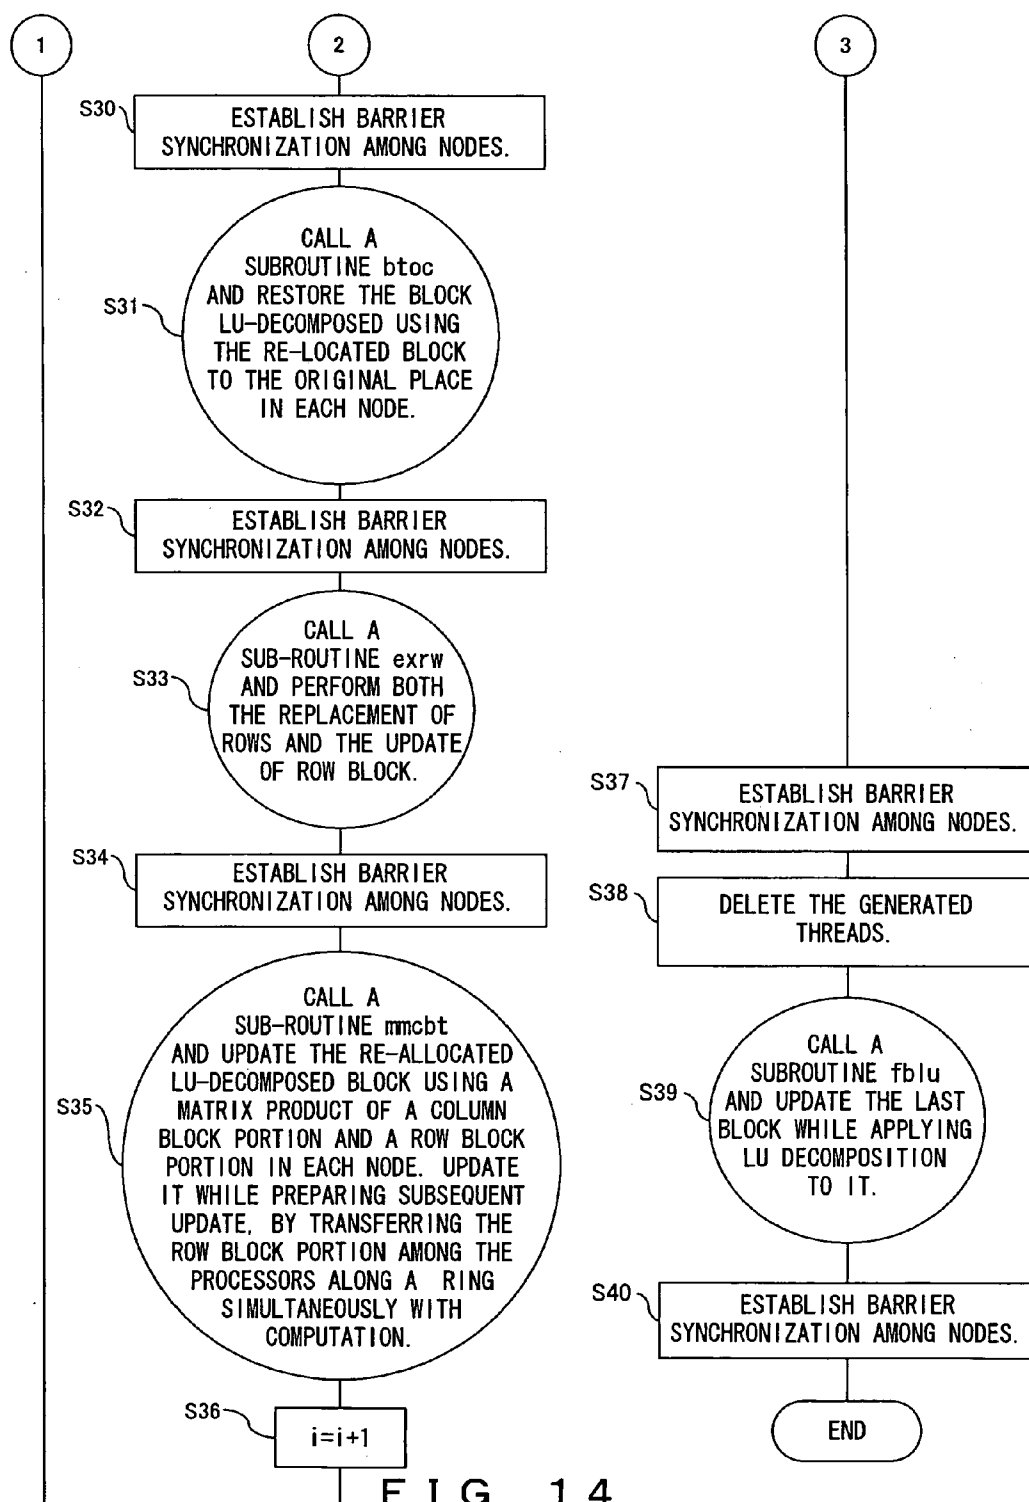 1
2
3
S30
ESTABLISH BARRIER
SYNCHRONIZATION AMONG NODES.
S31
CALL A
SUBROUTINE btoc
AND RESTORE THE BLOCK
LU-DECOMPOSED USING
THE RE-LOCATED BLOCK
TO THE ORIGINAL PLACE
IN EACH NODE.
S32
ESTABLISH BARRIER
SYNCHRONIZATION AMONG NODES.
S33
CALL A
SUB-ROUTINE exrw
AND PERFORM BOTH
THE REPLACEMENT OF
ROWS AND THE UPDATE
OF ROW BLOCK.
S34
ESTABLISH BARRIER
SYNCHRONIZATION AMONG NODES.
S35
CALL A
SUB-ROUTINE mmcbt
AND UPDATE THE RE-ALLOCATED
LU-DECOMPOSED BLOCK USING A
MATRIX PRODUCT OF A COLUMN
BLOCK PORTION AND A ROW BLOCK
PORTION IN EACH NODE. UPDATE
IT WHILE PREPARING SUBSEQUENT
UPDATE, BY TRANSFERRING THE
ROW BLOCK PORTION AMONG THE
PROCESSORS ALONG A RING
SIMULTANEOUSLY WITH
COMPUTATION.
S36
i=i+1
S37
ESTABLISH BARRIER
SYNCHRONIZATION AMONG NODES.
S38
DELETE THE GENERATED
THREADS.
S39
CALL A
SUBROUTINE fblu
AND UPDATE THE LAST
BLOCK WHILE APPLYING
LU DECOMPOSITION
TO IT.
S40
ESTABLISH BARRIER
SYNCHRONIZATION AMONG NODES.
END
FIG. 14